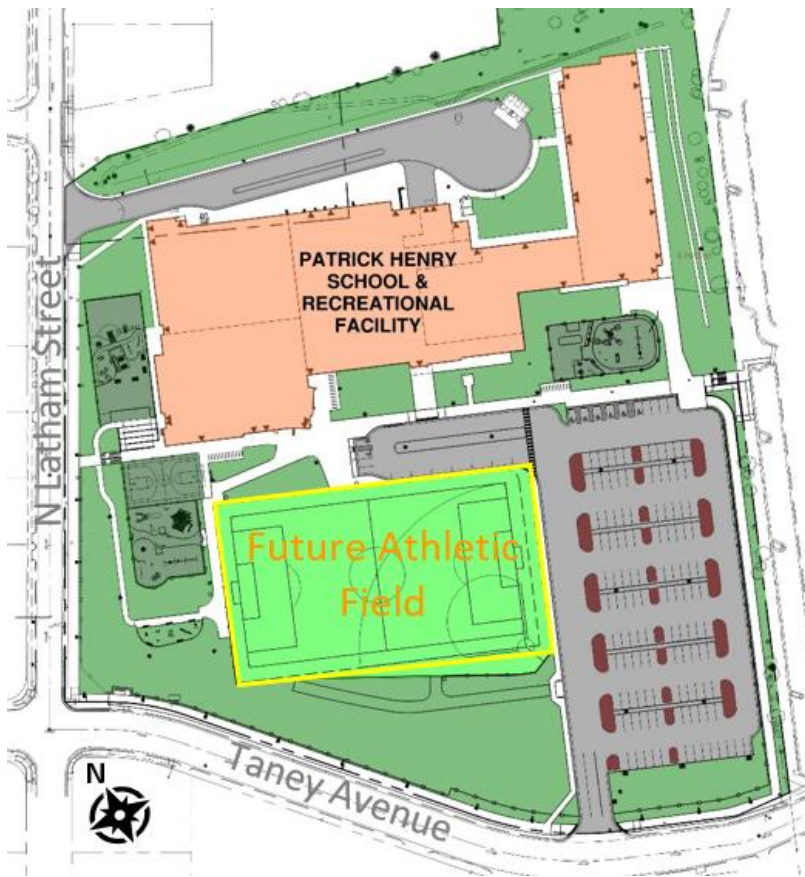 PATRICK HENRY
SCHOOL &
RECREATIONAL
FACILITY
N Latham Street
Future Athletic
Field
Taney Avenue
N